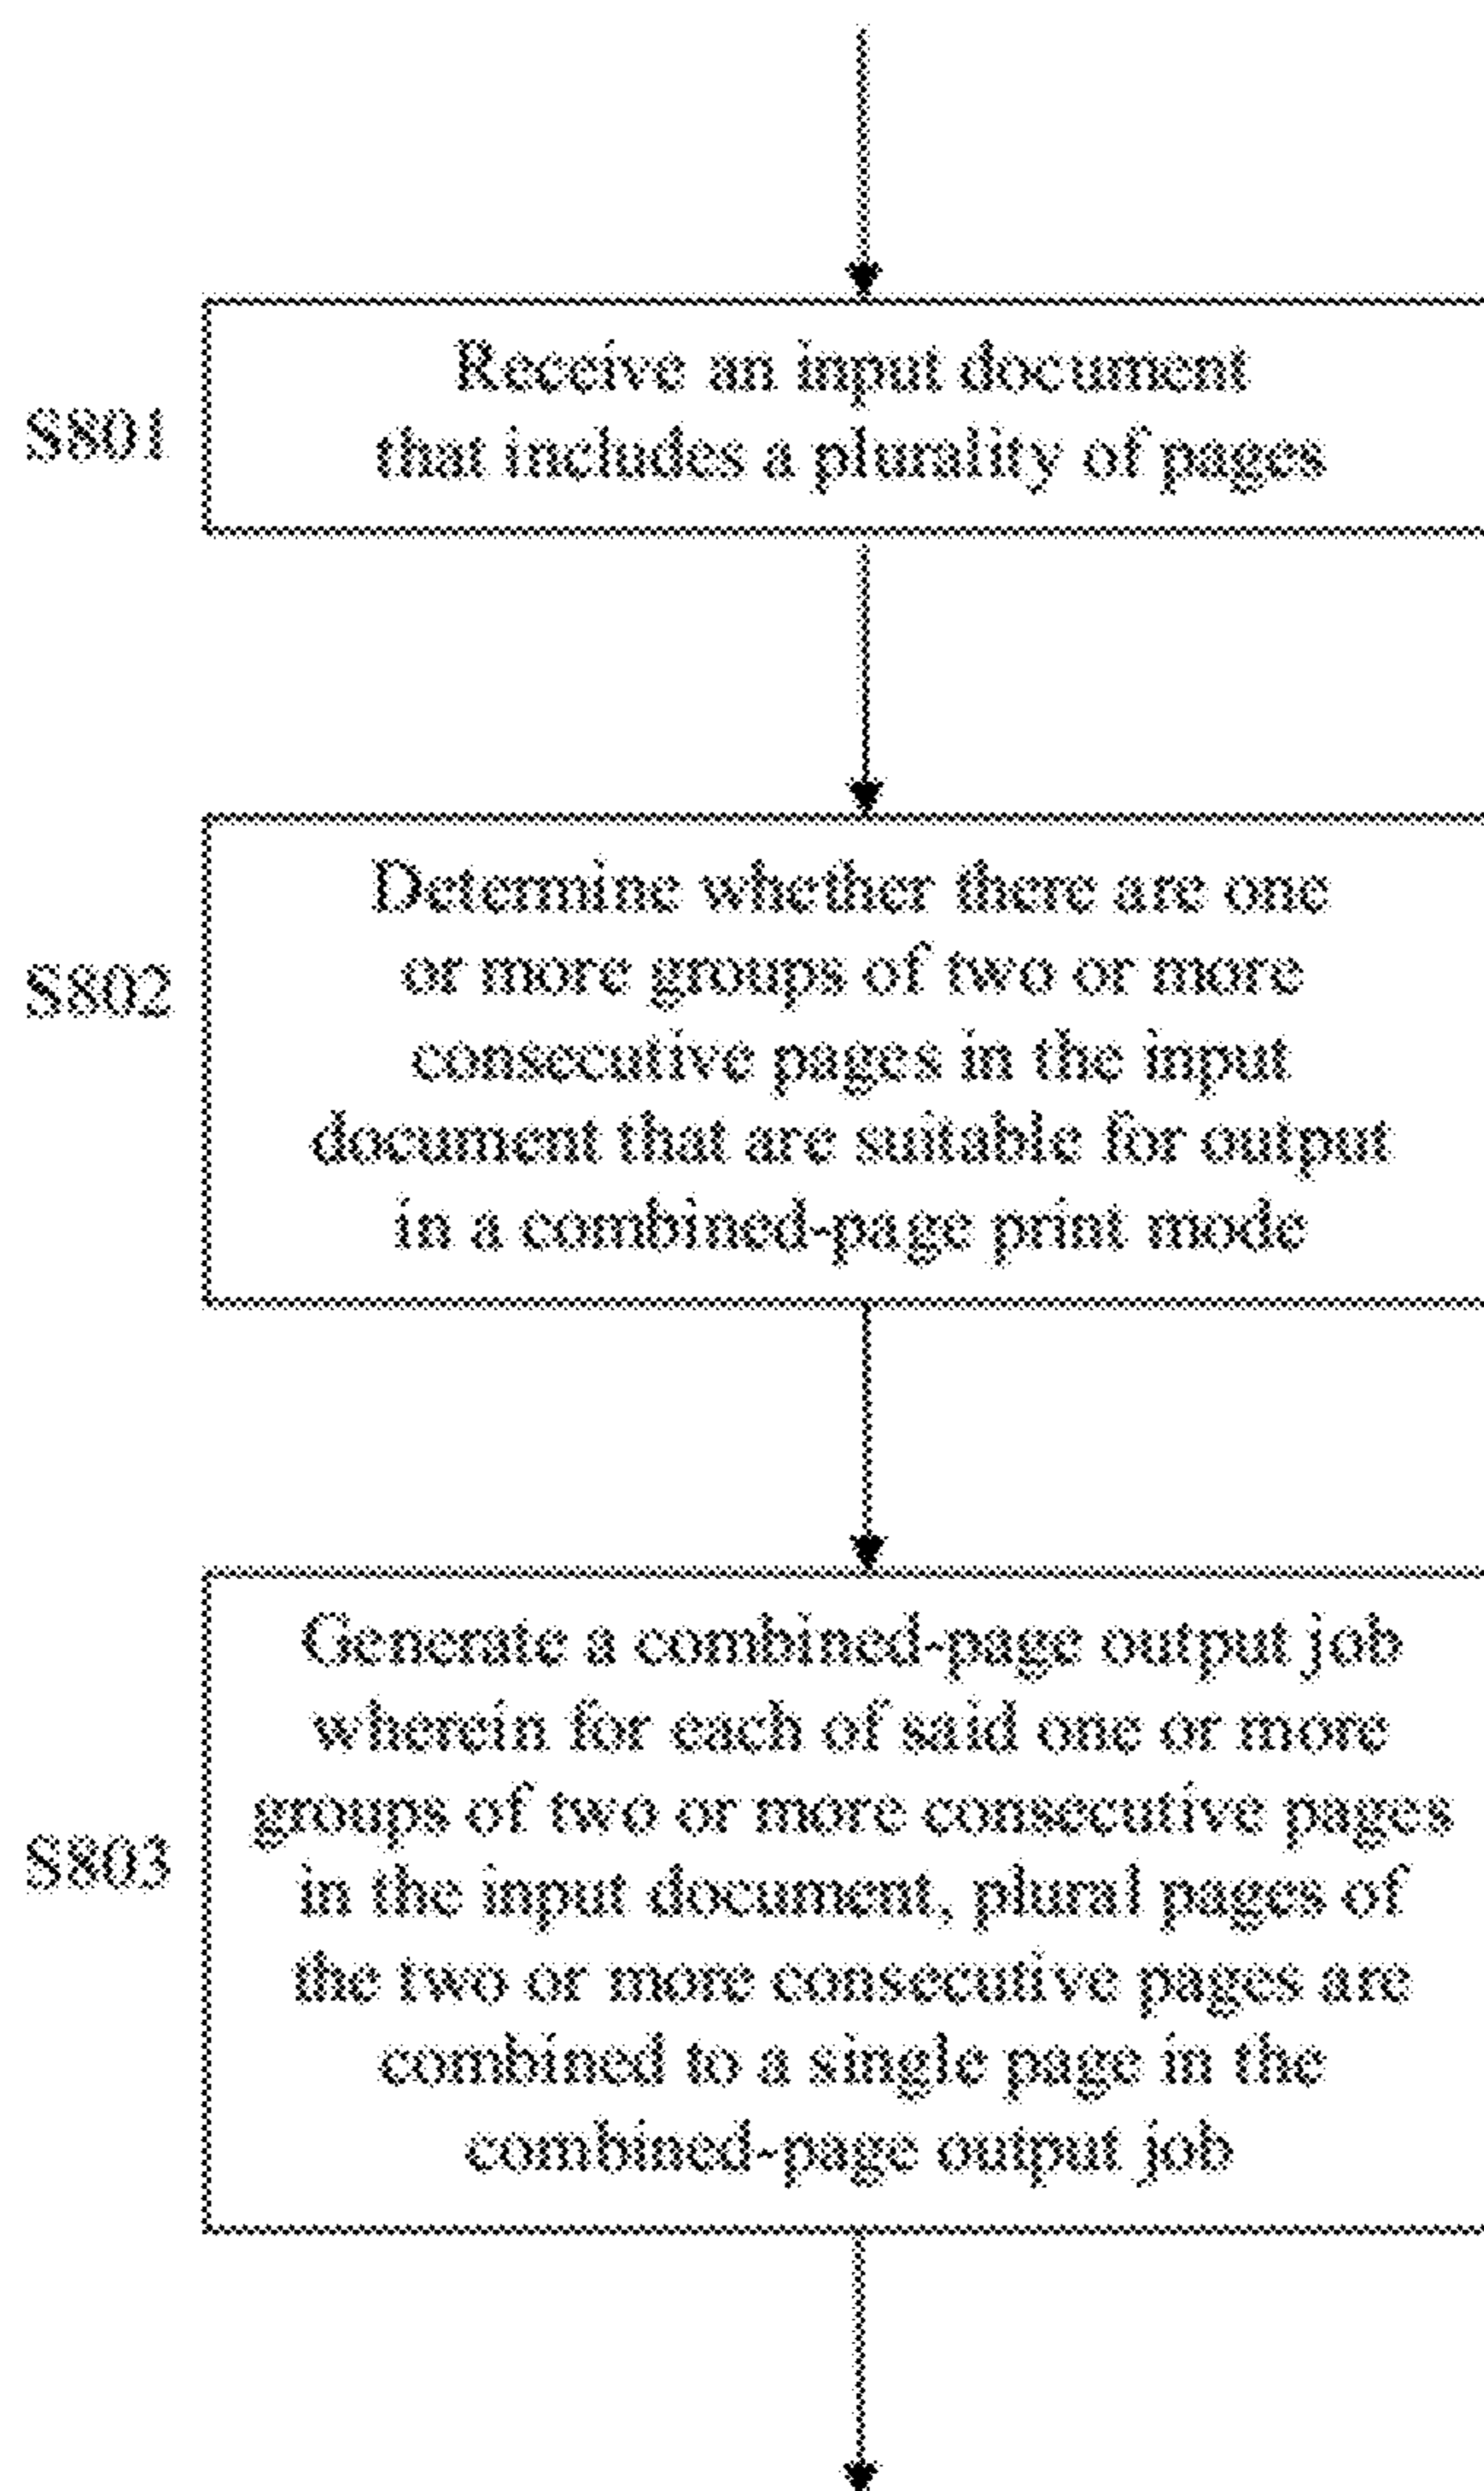 Receive an input document
S801
that includes a plurality of pages
Determine whether there are one
or more groups of two or more
S802
consecutive pages in the input
document that are suitable for output
in a combined-page print mode
Generate a combined-page output job
wherein for each of said one or more
groups of two or more consecutive pages
S803
in the input document, plural pages of
the two or more consecutive pages are
combined to a single page in the
combined-page output job